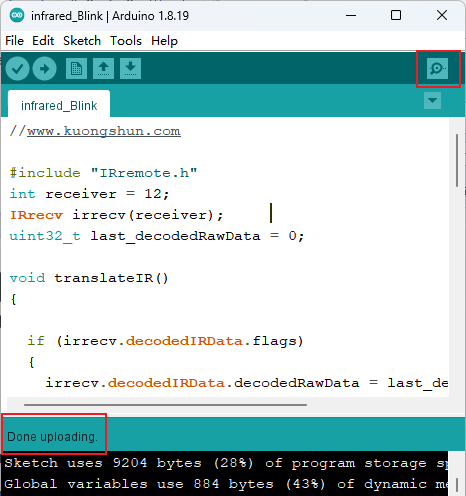 infrared_Blink | Arduino 1.8.19
File Edit Sketch Tools Help
infrared_Blink
//www.kuongshun.com
#include "IRremote.h"
int receiver = 12;
IRrecv irrecv(receiver);
uint32_t last_decodedRawData = 0;
void translateIR()
{
if (irrecv.decodedIRData.flags)
{
irrecv.decodedIRData.decodedRawData = last_de
Done uploading.
Sketch uses 9204 bytes (28%) of program storage sp
Global variables use 884 bytes (43%) of dynamic me